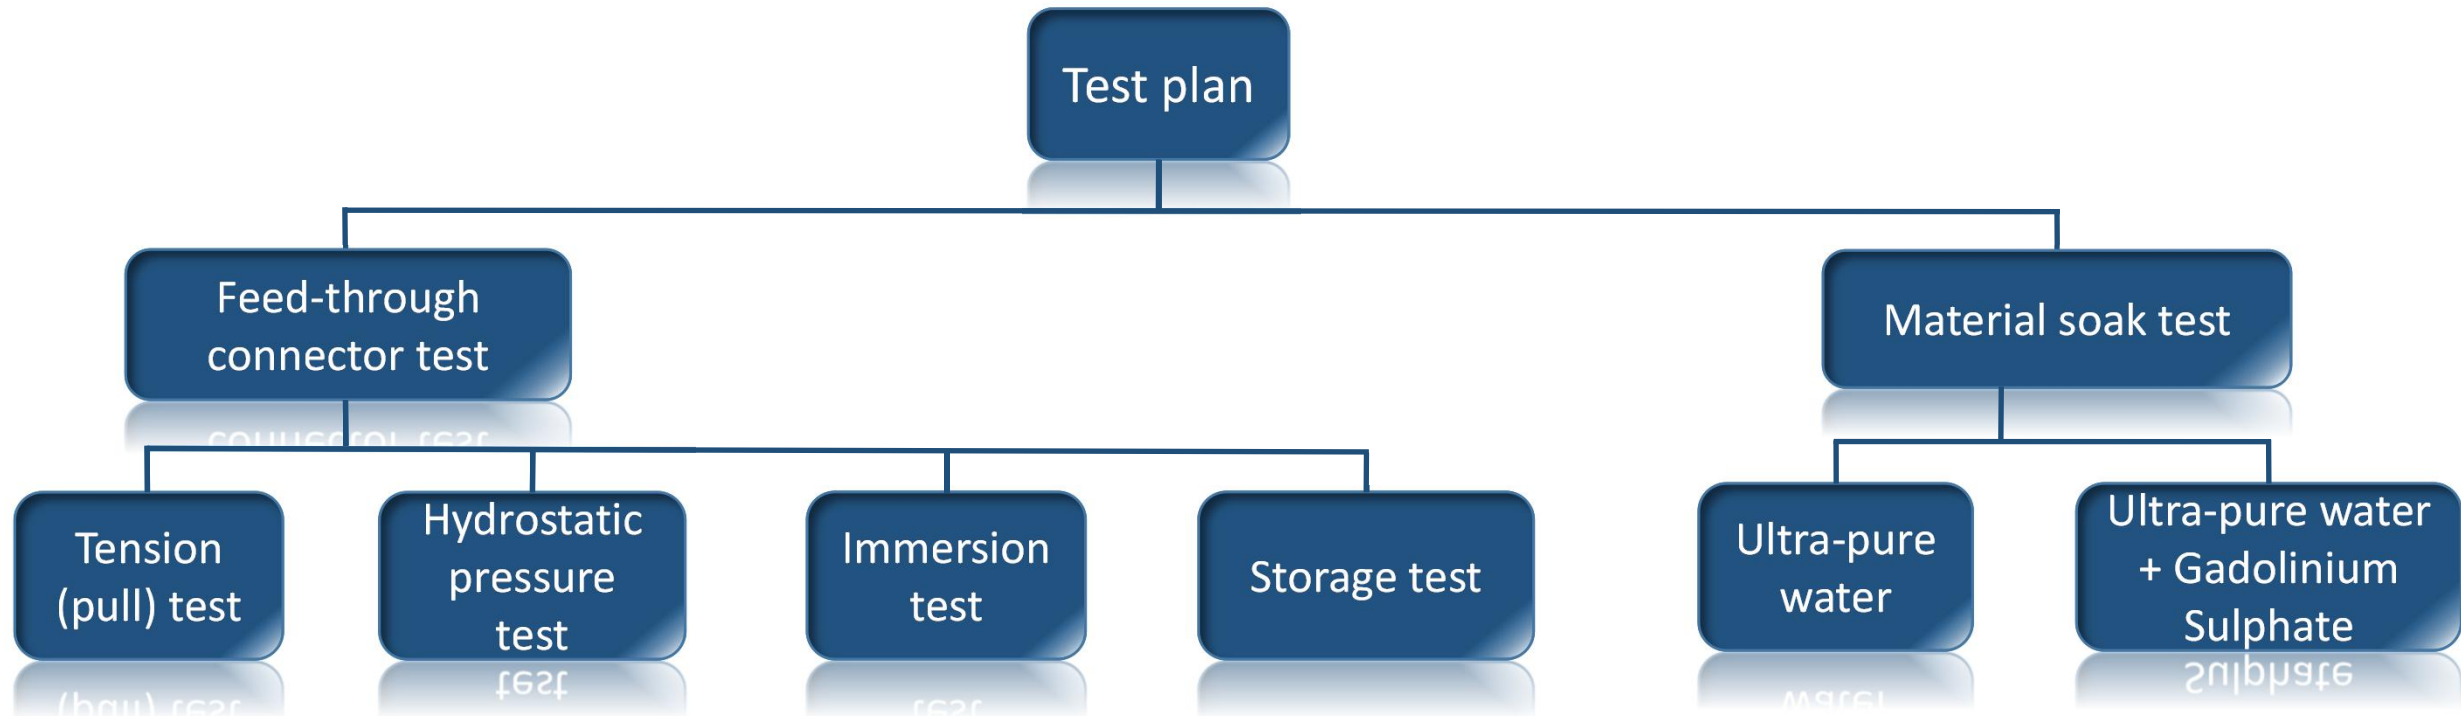 Test plan
Feed-through
connector test
Material soak test
Tension
(pull) test
Hydrostatic
pressure
test
Immersion
test
Storage test
Ultra-pure
water
Ultra-pure water
+ Gadolinium
Sulphate